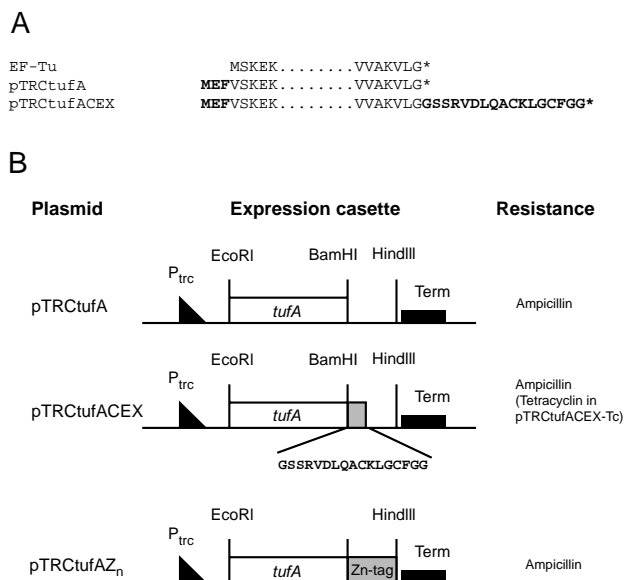 A
EF-Tu MSKEK........VVAKVLG*
pTRCtufA MEFVSKEK........VVAKVLG*
pTRCtufACEX MEFVSKEK........VVAKVLGGSSRVDLQACKLGCFGG*
B
Plasmid Expression casette Resistance
EcoRI BamHI HindIII
Ptrc Term
pTRCtufA tufA Ampicillin
EcoRI BamHI HindIII
Ptrc Term
pTRCtufACEX tufA Ampicillin
(Tetracyclin in
pTRCtufACEX-Tc)
GSSRVDLQACKLGCFGG
EcoRI HindIII
Ptrc Term
pTRCtufAZn tufA Zn-tag Ampicillin